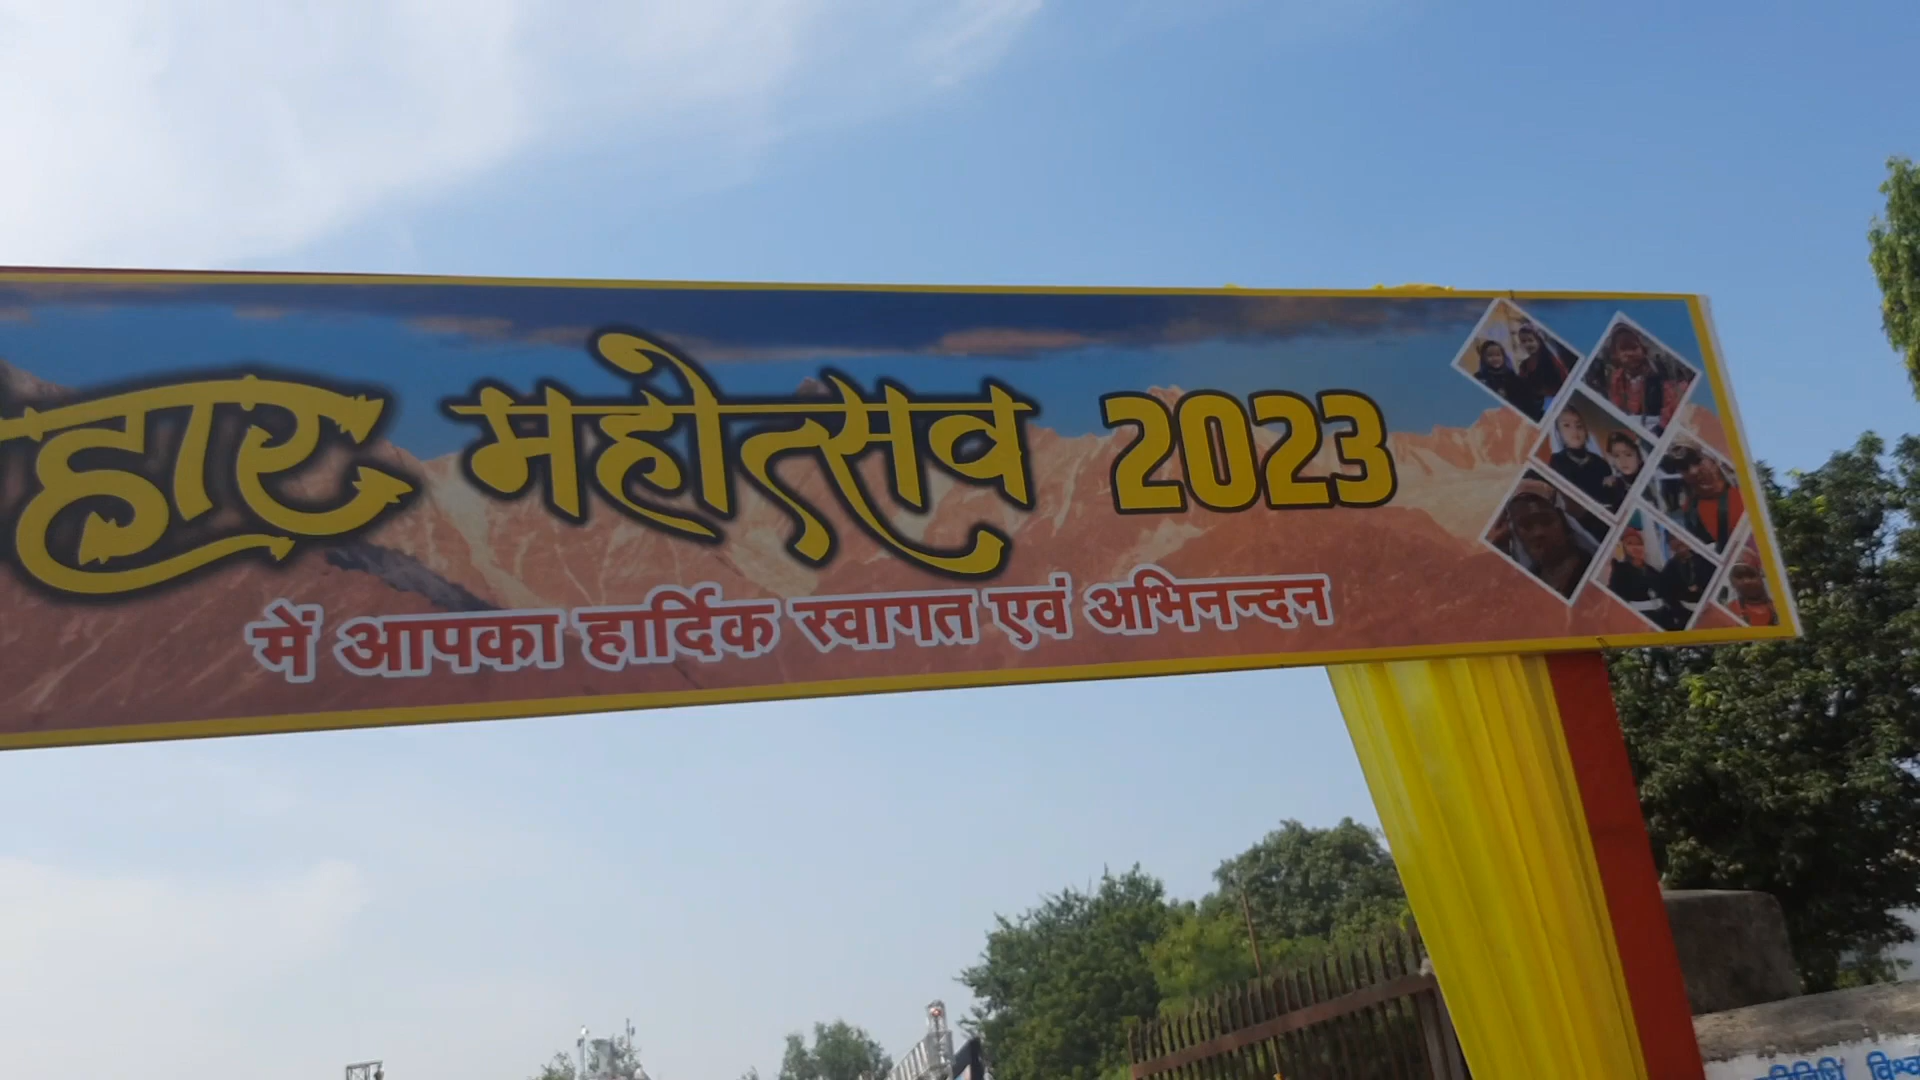 महोत्सव 2023
में आपका हार्दिक स्वागत एवं अभिनन्दन